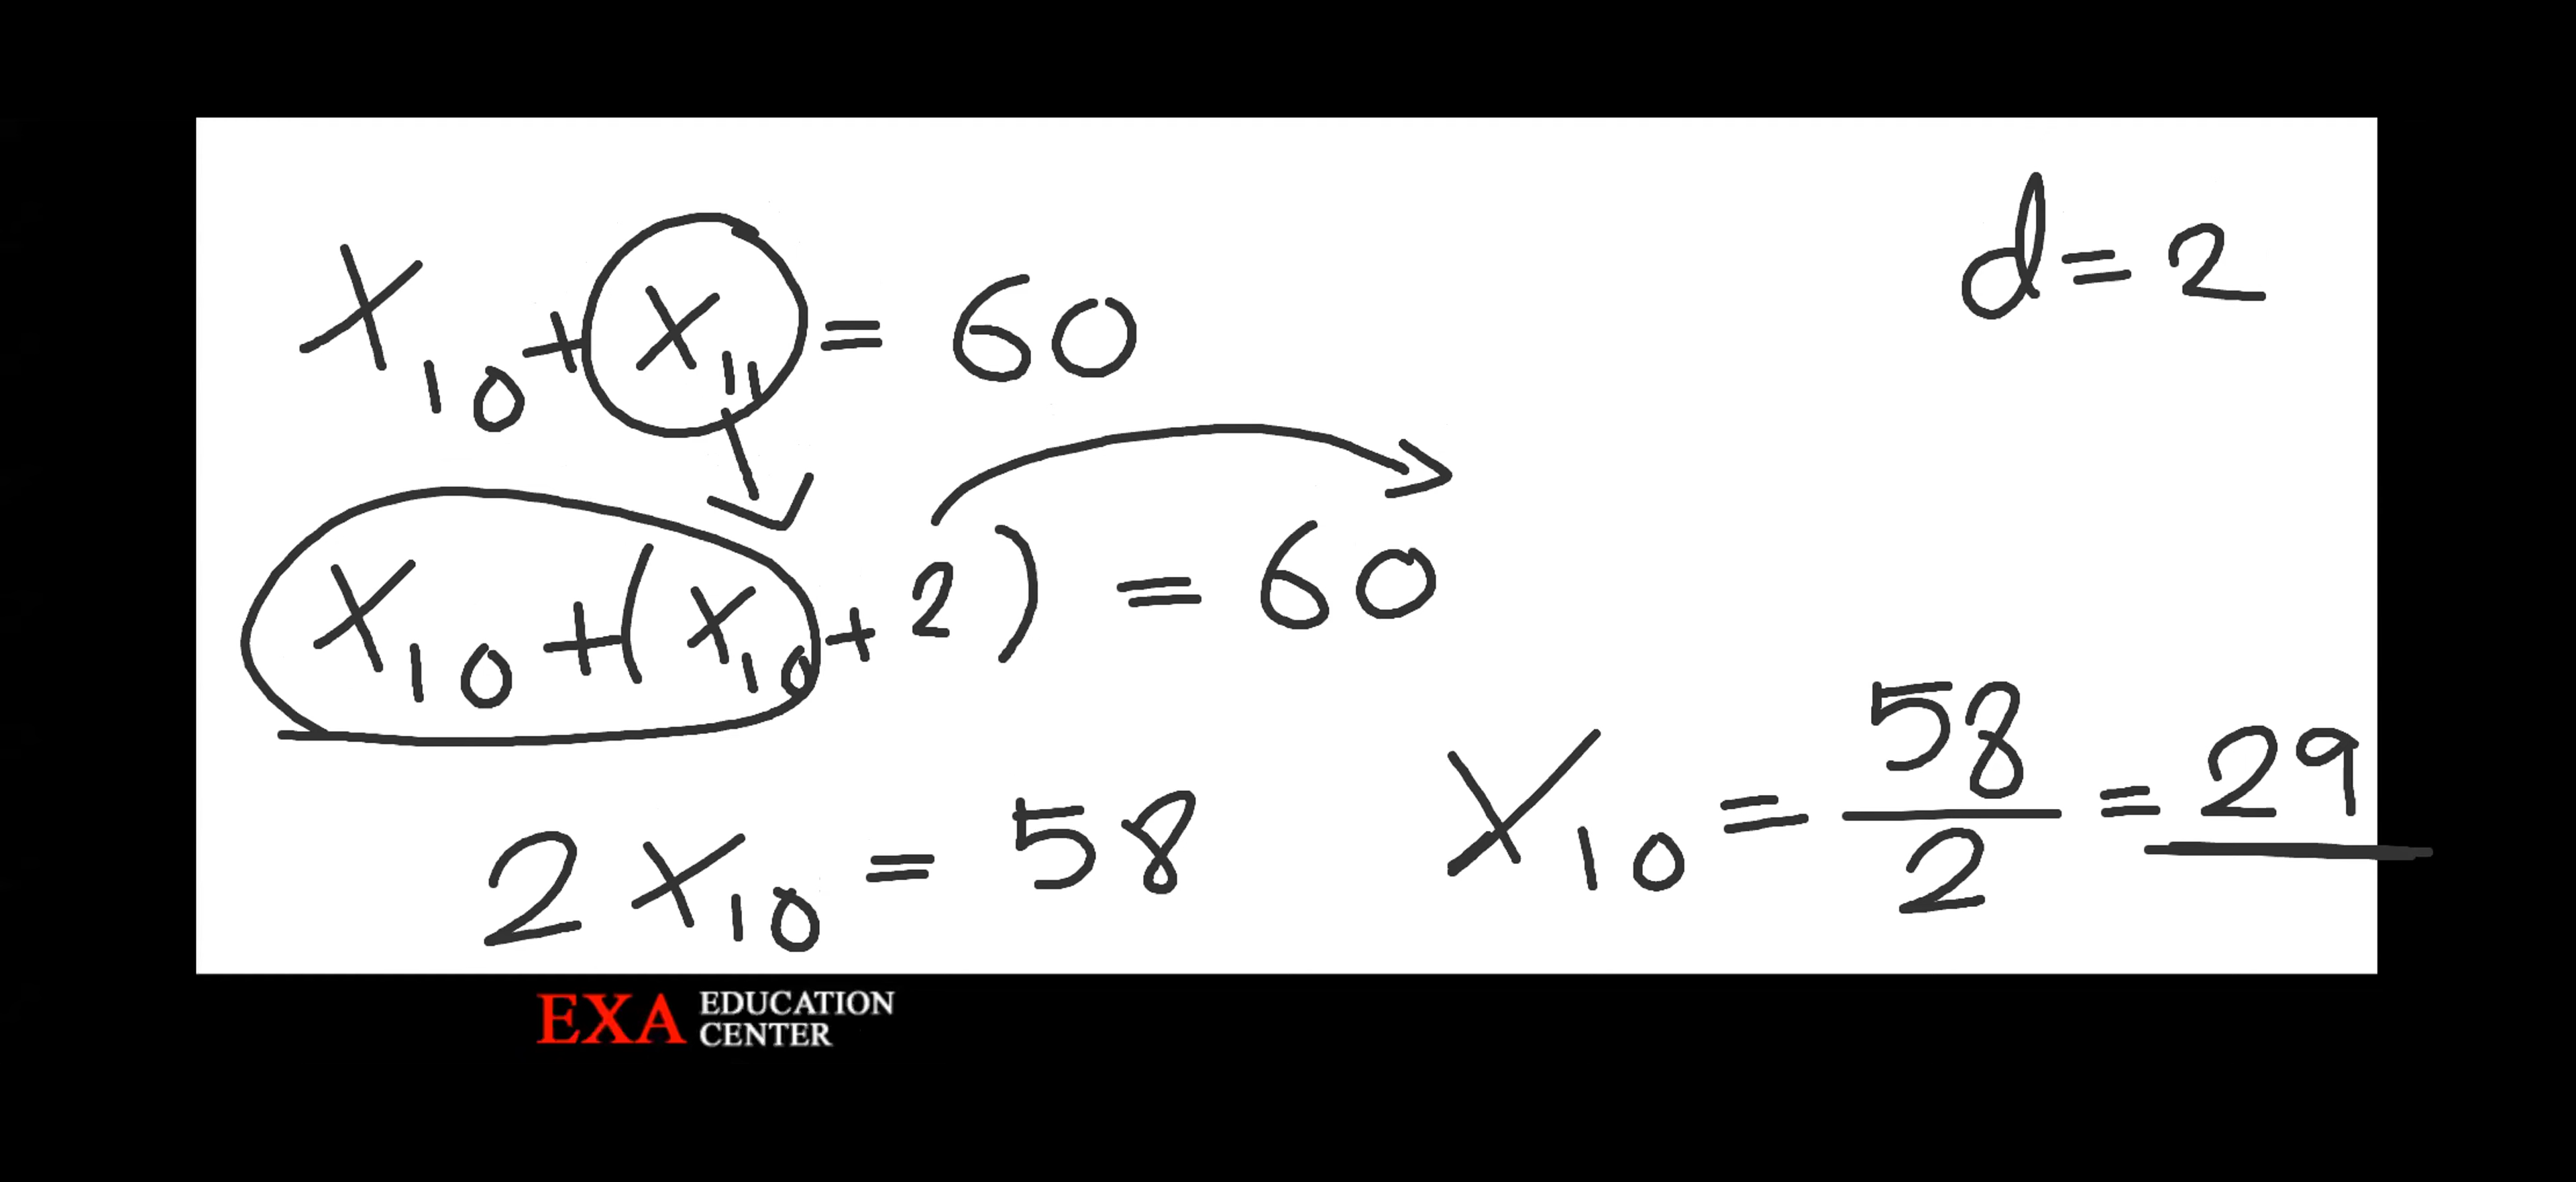 X₁₀ + X₁₁ = 60
d = 2
X₁₀ + (X₁₀ + 2) = 60
2X₁₀ = 58
X₁₀ = 58/2 = 29
EXA EDUCATION
CENTER